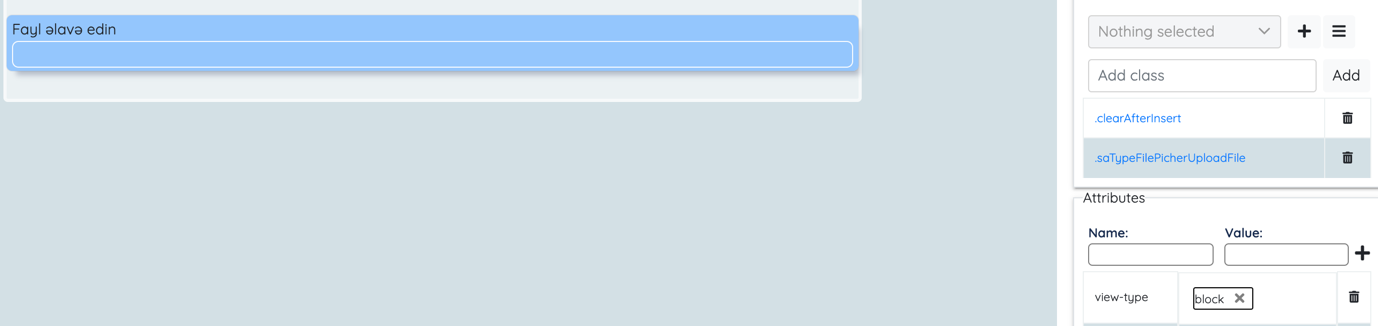 Fayl əlavə edin
Nothing selected
Add class
Add
.clearAfterInsert
.saTypeFilePicherUploadFile
Attributes
Name:
Value:
view-type
block